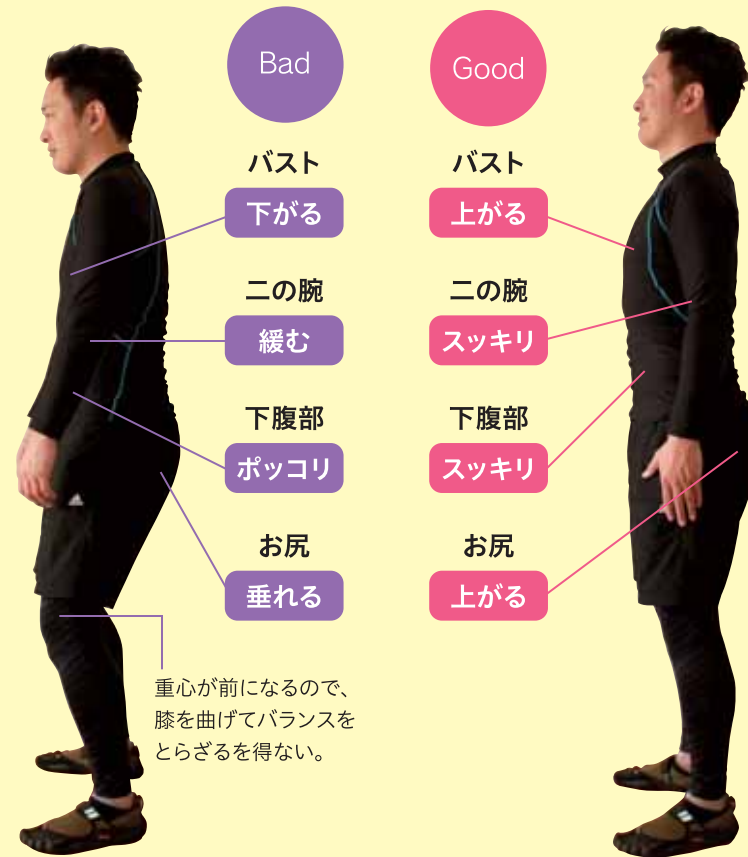 Bad
バスト
下がる
二の腕
緩む
下腹部
ポッコリ
お尻
垂れる
重心が前になるので、
膝を曲げてバランスを
とらざるを得ない。
Good
バスト
上がる
二の腕
スッキリ
下腹部
スッキリ
お尻
上がる